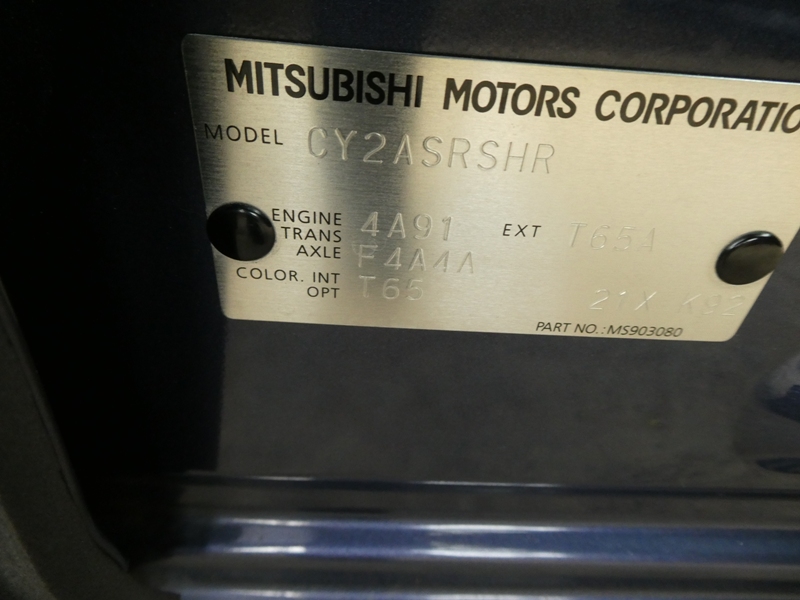 MITSUBISHI MOTORS CORPORATIO
MODEL CY2ASRSHR
ENGINE 4A91 EXT T65A
TRANS
AXLE F4A4A
COLOR. INT T65
OPT 21X K92
PART NO.:MS903080